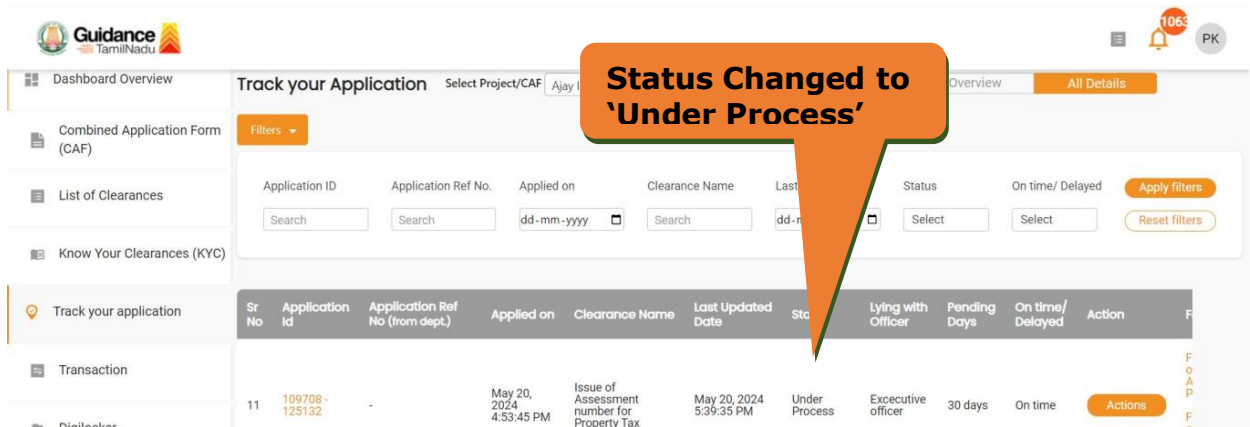 Guidance
TamilNadu
1063
PK
Dashboard Overview
Track your Application
Select Project/CAF
Ajay I
Status Changed to
‘Under Process’
Overview
All Details
Combined Application Form
(CAF)
Filters
List of Clearances
Application ID
Application Ref No.
Applied on
Clearance Name
Last
Status
On time/ Delayed
Apply filters
Search
Search
dd-mm-yyyy
Search
Select
Select
Reset filters
Know Your Clearances (KYC)
Track your application
Sr
No
Application
Id
Application Ref
No (from dept.)
Applied on
Clearance Name
Last Updated
Date
Lying with
Officer
Pending
Days
On time/
Delayed
Action
Transaction
11
109708 -
125132
-
May 20,
2024
4:53:45 PM
Issue of
Assessment
number for
Property Tax
May 20, 2024
5:39:35 PM
Under
Process
Excecutive
officer
30 days
On time
Actions
Digilocker